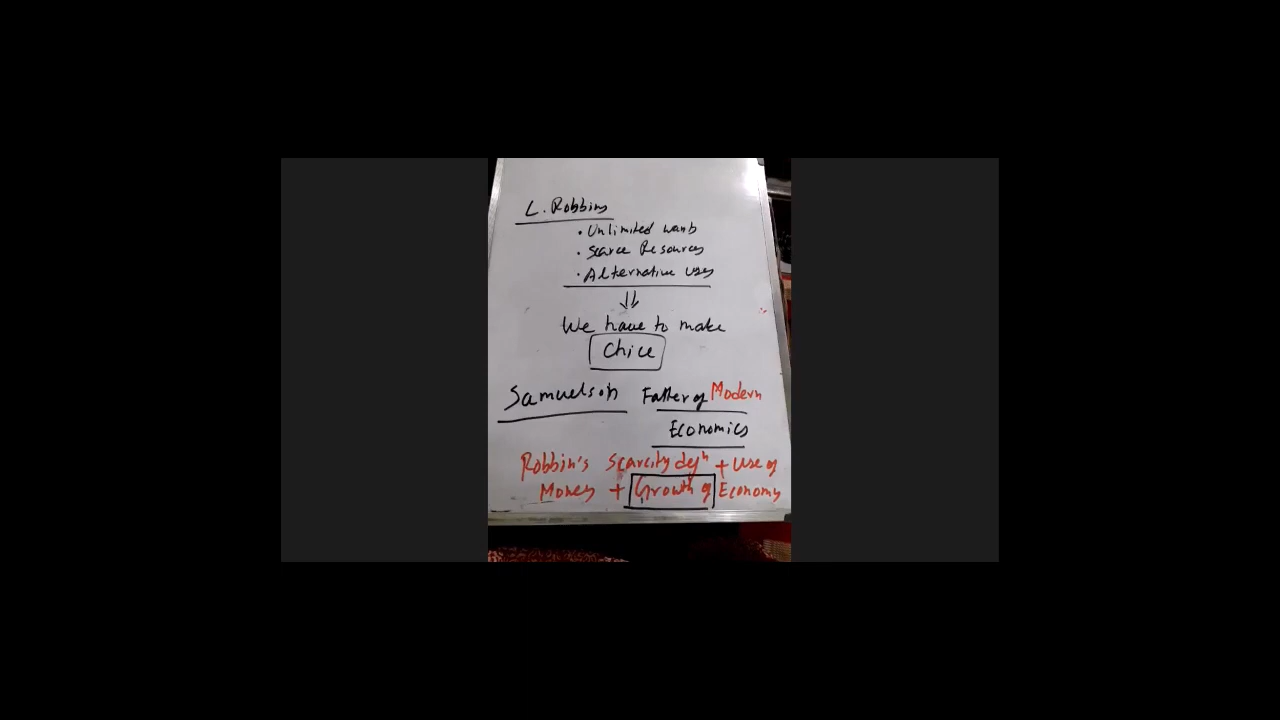 L. Robbins
• Unlimited wants
• Scarce Resources
• Alternative uses
We have to make
Chice
Samuelson Father of Modern
Economics
Robbin's Scarcity defⁿ + Use of
Money + Growth of Economy